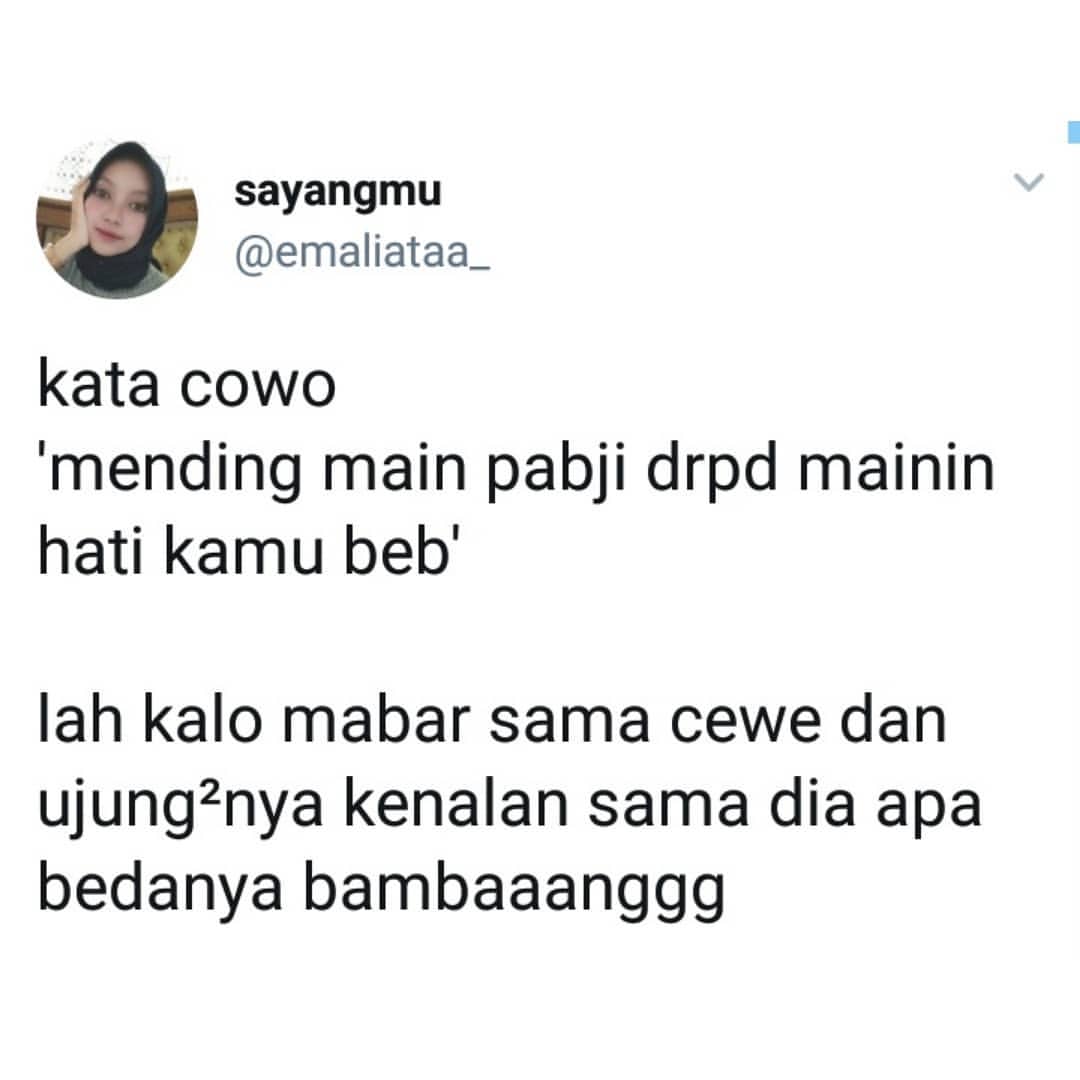 sayangmu
@emaliataa_
kata cowo
'mending main pabji drpd mainin
hati kamu beb'
lah kalo mabar sama cewe dan
ujung²nya kenalan sama dia apa
bedanya bambaaanggg